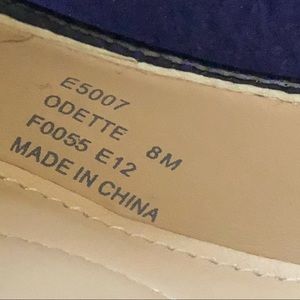 E5007
ODETTE 8M
F0055 E12
MADE IN CHINA